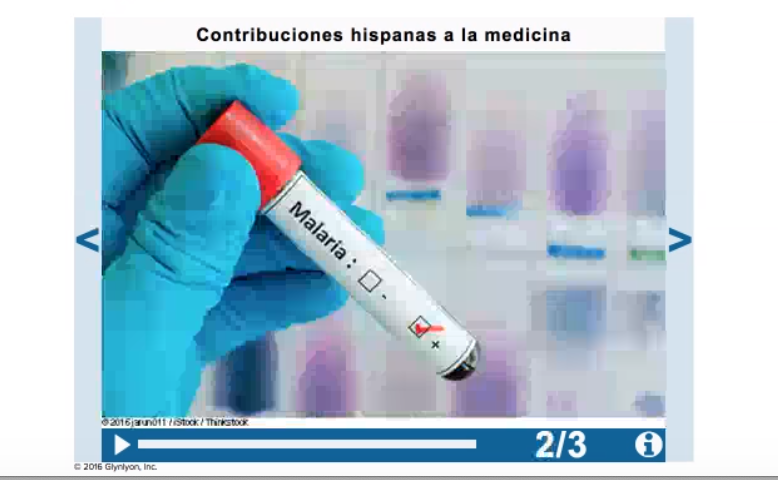 Contribuciones hispanas a la medicina
<
>
Malaria : -
+
© 2016 jarun011 / iStock / Thinkstock
2/3
i
© 2016 Glynlyon, Inc.